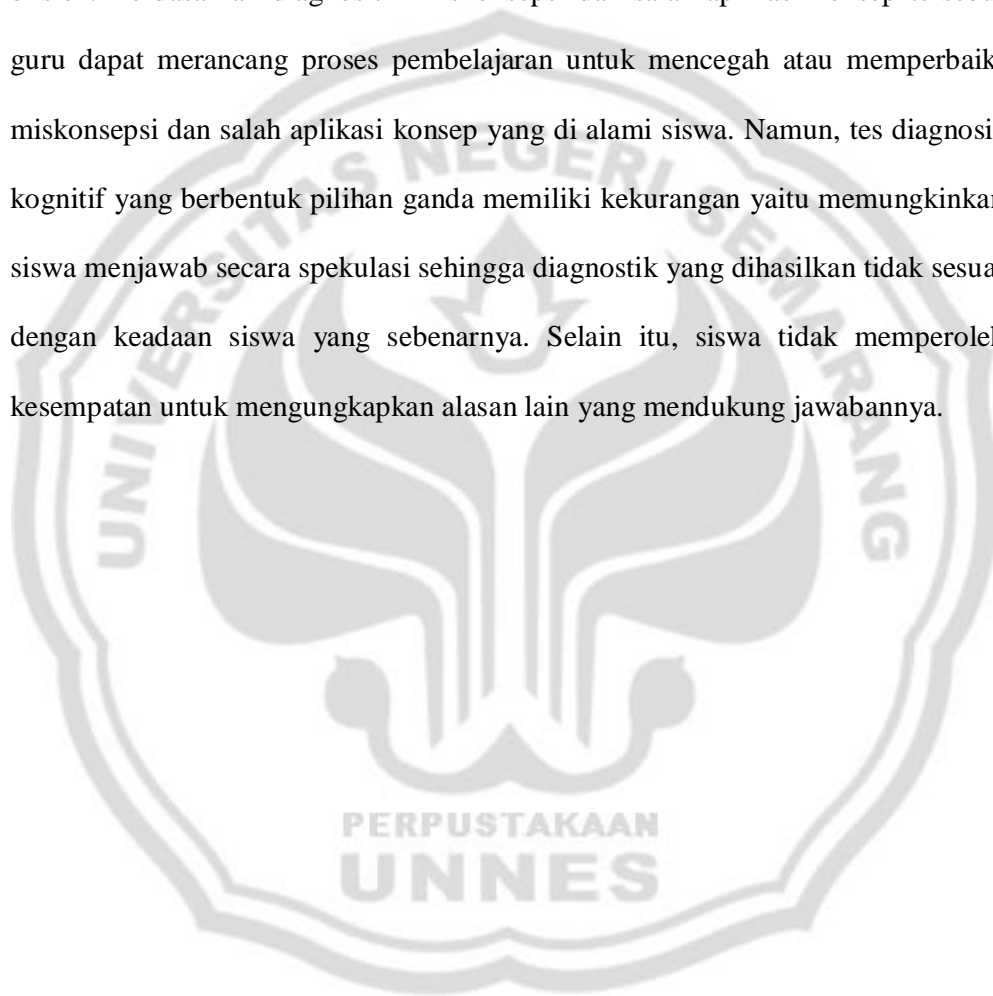 guru dapat merancang proses pembelajaran untuk mencegah atau memperbaik
miskonsepsi dan salah aplikasi konsep yang di alami siswa. Namun, tes diagnosi
kognitif yang berbentuk pilihan ganda memiliki kekurangan yaitu memungkinkan
siswa menjawab secara spekulasi sehingga diagnostik yang dihasilkan tidak sesua
dengan keadaan siswa yang sebenarnya. Selain itu, siswa tidak memperoleh
kesempatan untuk mengungkapkan alasan lain yang mendukung jawabannya.
UNIVERSITAS NEGERI SEMARANG
PERPUSTAKAAN
UNNES